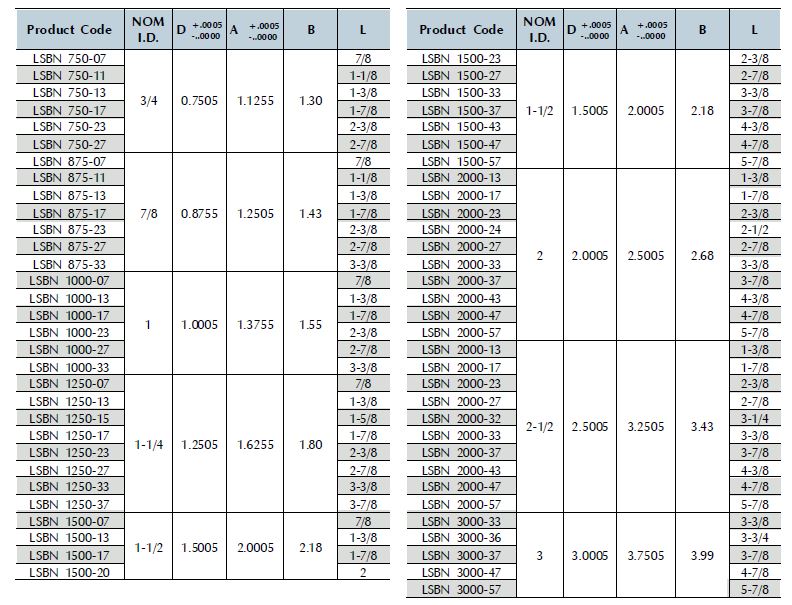 Product Code NOM I.D. D +.0005 -..0000 A +.0005 -..0000 B L
LSBN 750-07 7/8
LSBN 750-11 1-1/8
LSBN 750-13 1-3/8
3/4 0.7505 1.1255 1.30
LSBN 750-17 1-7/8
LSBN 750-23 2-3/8
LSBN 750-27 2-7/8
LSBN 875-07 7/8
LSBN 875-11 1-1/8
LSBN 875-13 1-3/8
LSBN 875-17 7/8 0.8755 1.2505 1.43 1-7/8
LSBN 875-23 2-3/8
LSBN 875-27 2-7/8
LSBN 875-33 3-3/8
LSBN 1000-07 7/8
LSBN 1000-13 1-3/8
LSBN 1000-17 1-7/8
1 1.0005 1.3755 1.55
LSBN 1000-23 2-3/8
LSBN 1000-27 2-7/8
LSBN 1000-33 3-3/8
LSBN 1250-07 7/8
LSBN 1250-13 1-3/8
LSBN 1250-15 1-5/8
LSBN 1250-17 1-7/8
1-1/4 1.2505 1.6255 1.80
LSBN 1250-23 2-3/8
LSBN 1250-27 2-7/8
LSBN 1250-33 3-3/8
LSBN 1250-37 3-7/8
LSBN 1500-07 7/8
LSBN 1500-13 1-3/8
1-1/2 1.5005 2.0005 2.18
LSBN 1500-17 1-7/8
LSBN 1500-20 2
Product Code NOM I.D. D +.0005 -..0000 A +.0005 -..0000 B L
LSBN 1500-23 2-3/8
LSBN 1500-27 2-7/8
LSBN 1500-33 3-3/8
LSBN 1500-37 1-1/2 1.5005 2.0005 2.18 3-7/8
LSBN 1500-43 4-3/8
LSBN 1500-47 4-7/8
LSBN 1500-57 5-7/8
LSBN 2000-13 1-3/8
LSBN 2000-17 1-7/8
LSBN 2000-23 2-3/8
LSBN 2000-24 2-1/2
LSBN 2000-27 2-7/8
2 2.0005 2.5005 2.68
LSBN 2000-33 3-3/8
LSBN 2000-37 3-7/8
LSBN 2000-43 4-3/8
LSBN 2000-47 4-7/8
LSBN 2000-57 5-7/8
LSBN 2000-13 1-3/8
LSBN 2000-17 1-7/8
LSBN 2000-23 2-3/8
LSBN 2000-27 2-7/8
LSBN 2000-32 3-1/4
2-1/2 2.5005 3.2505 3.43
LSBN 2000-33 3-3/8
LSBN 2000-37 3-7/8
LSBN 2000-43 4-3/8
LSBN 2000-47 4-7/8
LSBN 2000-57 5-7/8
LSBN 3000-33 3-3/8
LSBN 3000-36 3-3/4
LSBN 3000-37 3 3.0005 3.7505 3.99 3-7/8
LSBN 3000-47 4-7/8
LSBN 3000-57 5-7/8